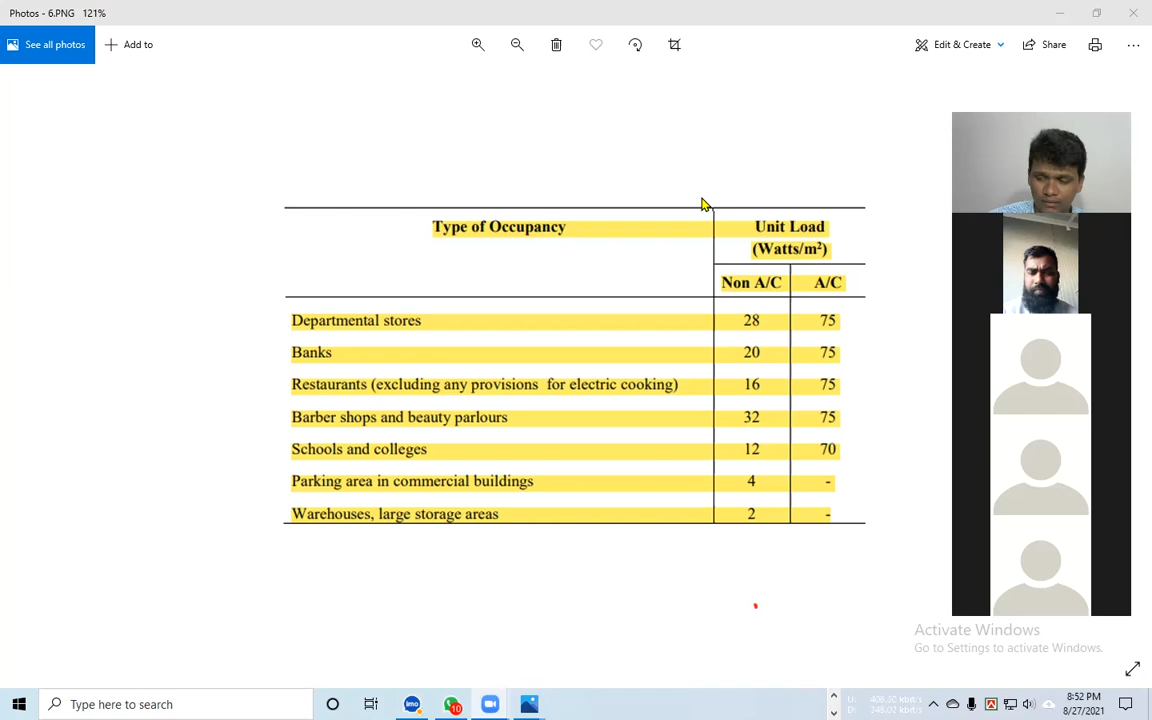 Photos - 6.PNG 121%
See all photos
Add to
Edit & Create
Share
Type of Occupancy
Unit Load
(Watts/m²)
Non A/C A/C
Departmental stores 28 75
Banks 20 75
Restaurants (excluding any provisions for electric cooking) 16 75
Barber shops and beauty parlours 32 75
Schools and colleges 12 70
Parking area in commercial buildings 4 -
Warehouses, large storage areas 2 -
Activate Windows
Go to Settings to activate Windows.
Type here to search
imo
10
U:
D:
kbit/s
kbit/s
8:52 PM
8/27/2021